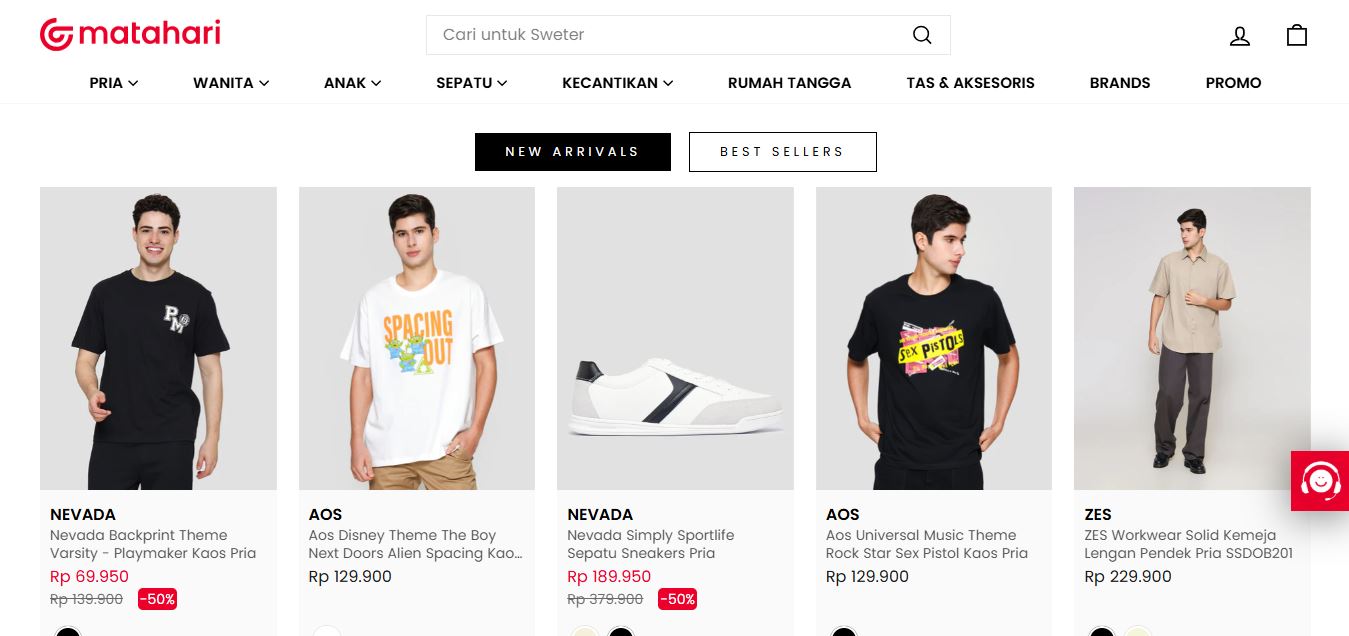 matahari
Cari untuk Sweter
PRIA WANITA ANAK SEPATU KECANTIKAN RUMAH TANGGA TAS & AKSESORIS BRANDS PROMO
NEW ARRIVALS BEST SELLERS
PM
SPACING
OUT
SEX PISTOLS
NEVADA
Nevada Backprint Theme
Varsity - Playmaker Kaos Pria
Rp 69.950
Rp 139.900 -50%
AOS
Aos Disney Theme The Boy
Next Doors Alien Spacing Kao...
Rp 129.900
NEVADA
Nevada Simply Sportlife
Sepatu Sneakers Pria
Rp 189.950
Rp 379.900 -50%
AOS
Aos Universal Music Theme
Rock Star Sex Pistol Kaos Pria
Rp 129.900
ZES
ZES Workwear Solid Kemeja
Lengan Pendek Pria SSDOB201
Rp 229.900